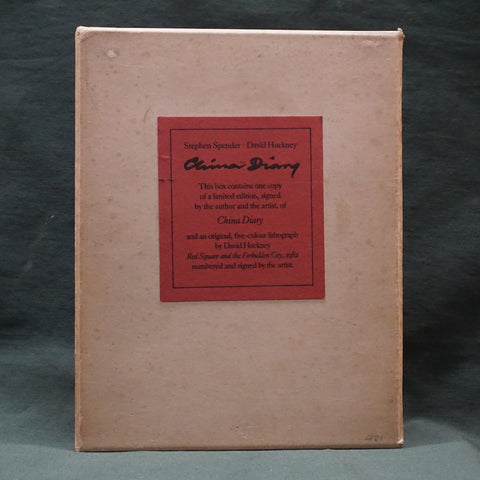 Stephen Spender · David Hockney
China Diary
This box contains one copy
of a limited edition, signed
by the author and the artist, of
China Diary
and an original, five-colour lithograph
by David Hockney
Red Square and the Forbidden City, 1982
numbered and signed by the artist.